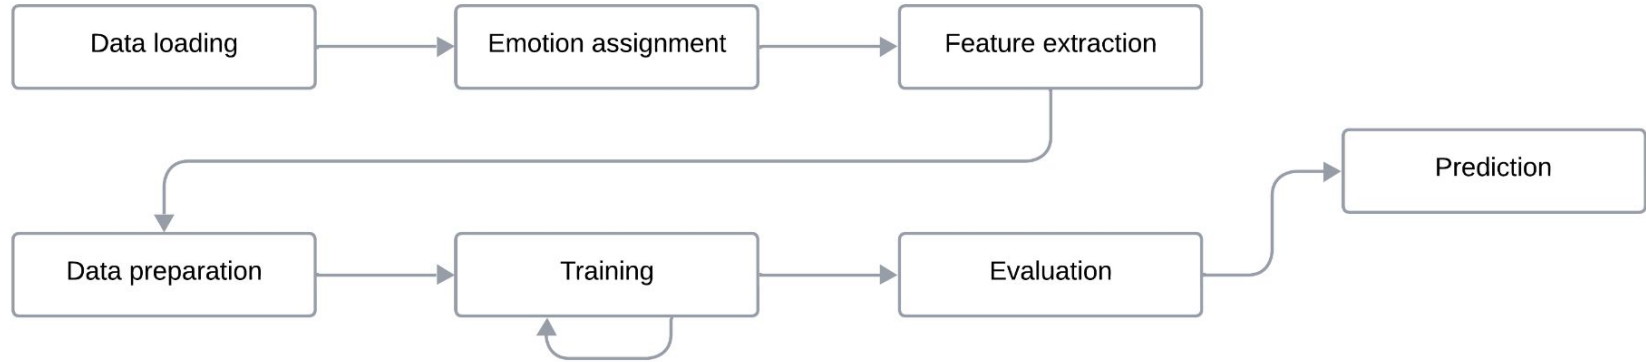 Data loading
Emotion assignment
Feature extraction
Prediction
Data preparation
Training
Evaluation